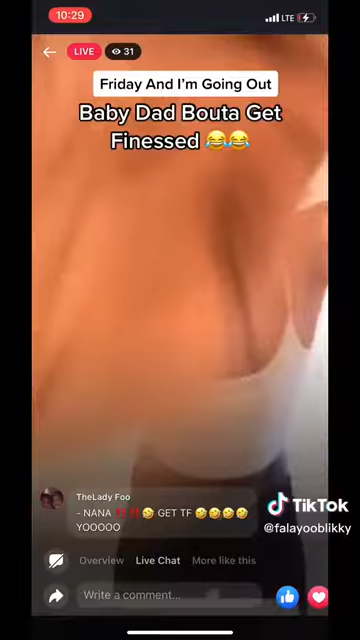 10:29
LTE
LIVE
31
Friday And I'm Going Out
Baby Dad Bouta Get
Finessed 😂😂
TheLady Foo
- NANA ‼️‼️🤣 GET TF 🤣🤣🤣🤣
YOOOOO
TikTok
@falayooblikky
Overview Live Chat More like this
Write a comment...